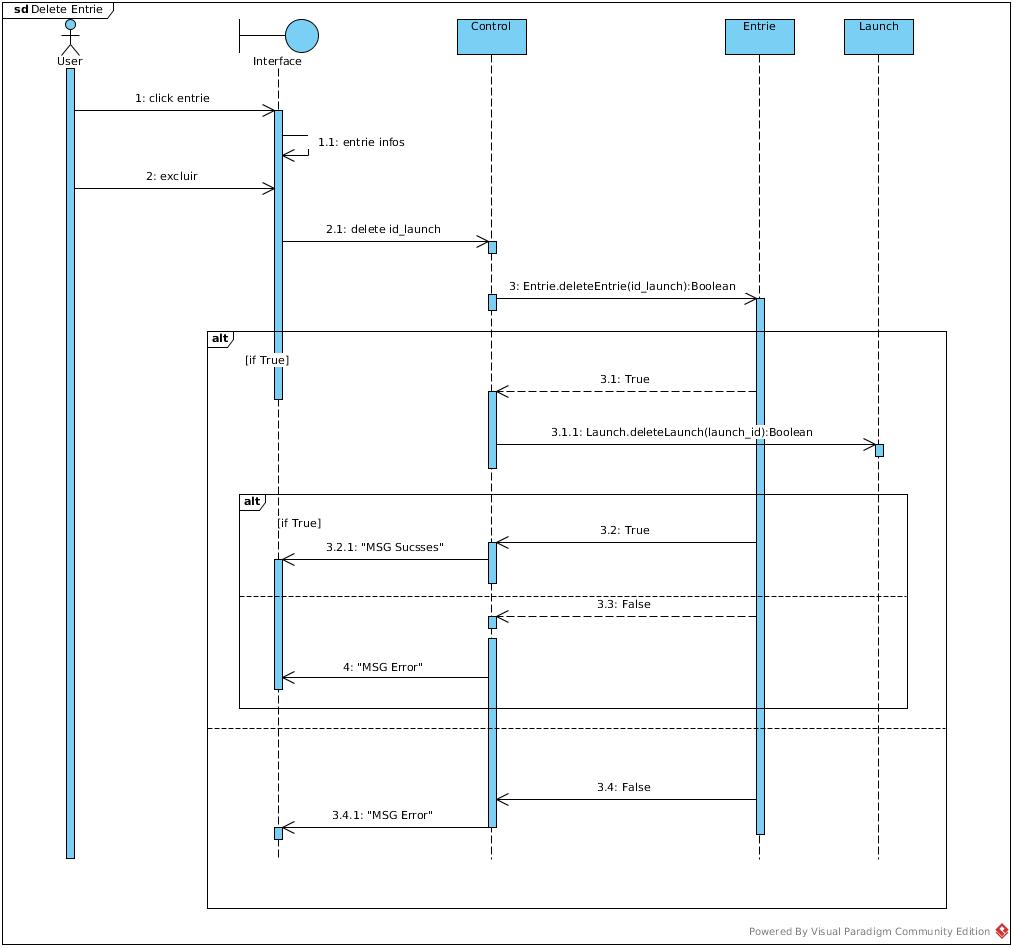 sd Delete Entrie
User
Interface
Control
Entrie
Launch
1: click entrie
1.1: entrie infos
2: excluir
2.1: delete id_launch
3: Entrie.deleteEntrie(id_launch):Boolean
alt
[if True]
3.1: True
3.1.1: Launch.deleteLaunch(launch_id):Boolean
alt
[if True]
3.2: True
3.2.1: "MSG Sucsses"
3.3: False
4: "MSG Error"
3.4: False
3.4.1: "MSG Error"
Powered By Visual Paradigm Community Edition